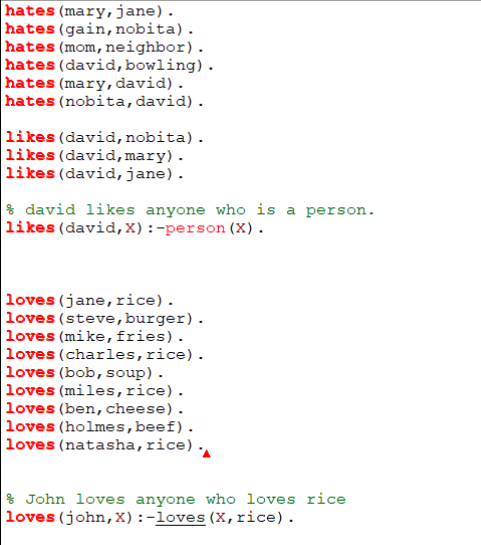 hates(mary,jane).
hates(gain,nobita).
hates(mom,neighbor).
hates(david,bowling).
hates(mary,david).
hates(nobita,david).
likes(david,nobita).
likes(david,mary).
likes(david,jane).
% david likes anyone who is a person.
likes(david,X):-person(X).
loves(jane,rice).
loves(steve,burger).
loves(mike,fries).
loves(charles,rice).
loves(bob,soup).
loves(miles,rice).
loves(ben,cheese).
loves(holmes,beef).
loves(natasha,rice).
% John loves anyone who loves rice
loves(john,X):-loves(X,rice).